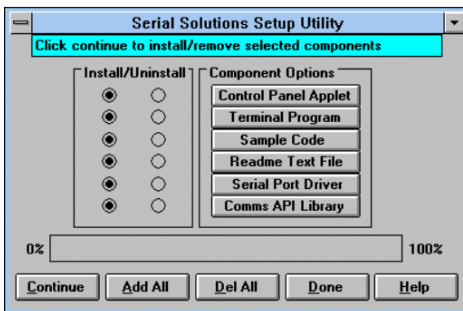 Serial Solutions Setup Utility
Click continue to install/remove selected components
Install/Uninstall Component Options
Control Panel Applet
Terminal Program
Sample Code
Readme Text File
Serial Port Driver
Comms API Library
0% 100%
Continue Add All Del All Done Help